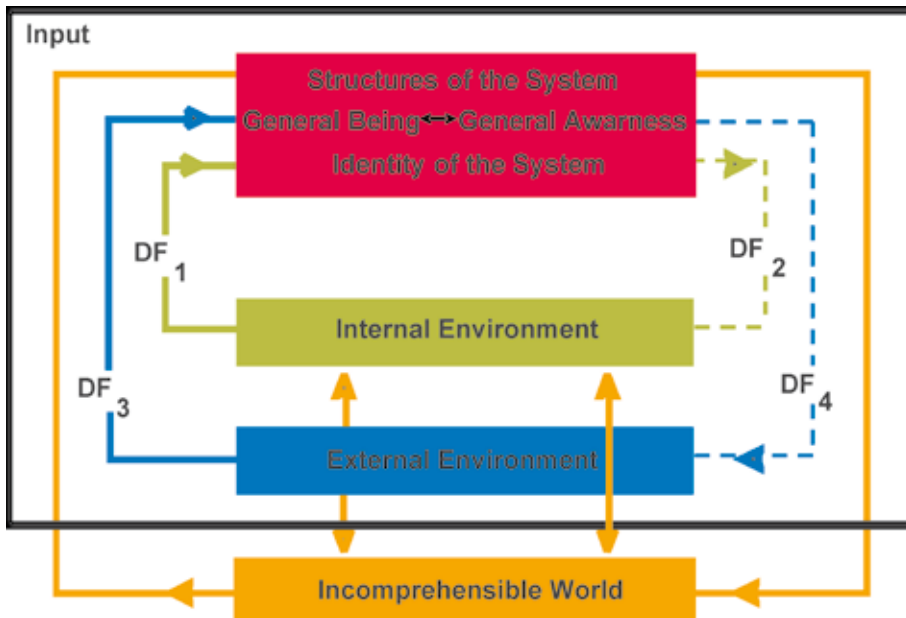 Input
Structures of the System
General Being↔General Awarness
Identity of the System
DF 1
DF 2
Internal Environment
DF 3
DF 4
External Environment
Incomprehensible World